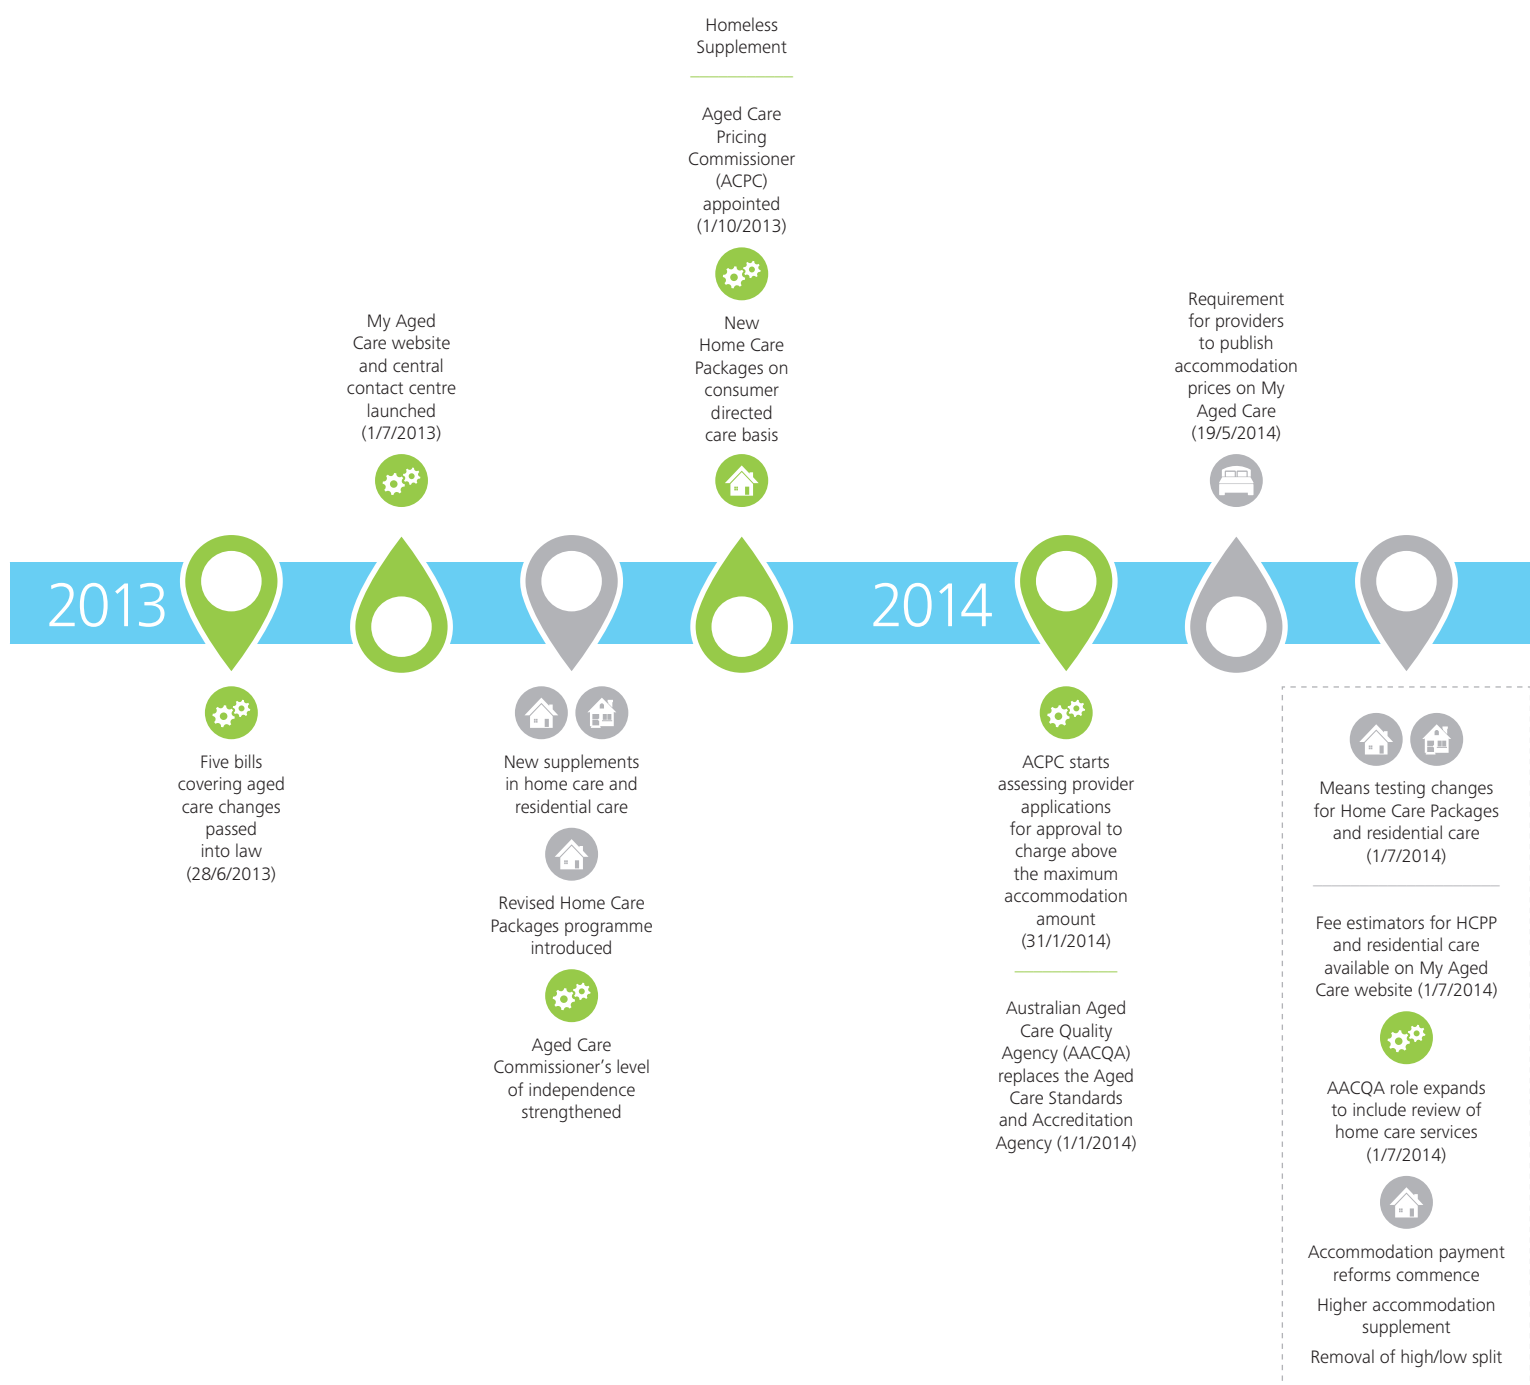 Homeless
Supplement
Aged Care
Pricing
Commissioner
(ACPC)
appointed
(1/10/2013)
New
Home Care
Packages on
consumer
directed
care basis
My Aged
Care website
and central
contact centre
launched
(1/7/2013)
Requirement
for providers
to publish
accommodation
prices on My
Aged Care
(19/5/2014)
2013
2014
Five bills
covering aged
care changes
passed
into law
(28/6/2013)
New supplements
in home care and
residential care
Revised Home Care
Packages programme
introduced
Aged Care
Commissioner’s level
of independence
strengthened
ACPC starts
assessing provider
applications
for approval to
charge above
the maximum
accommodation
amount
(31/1/2014)
Australian Aged
Care Quality
Agency (AACQA)
replaces the Aged
Care Standards
and Accreditation
Agency (1/1/2014)
Means testing changes
for Home Care Packages
and residential care
(1/7/2014)
Fee estimators for HCPP
and residential care
available on My Aged
Care website (1/7/2014)
AACQA role expands
to include review of
home care services
(1/7/2014)
Accommodation payment
reforms commence
Higher accommodation
supplement
Removal of high/low split